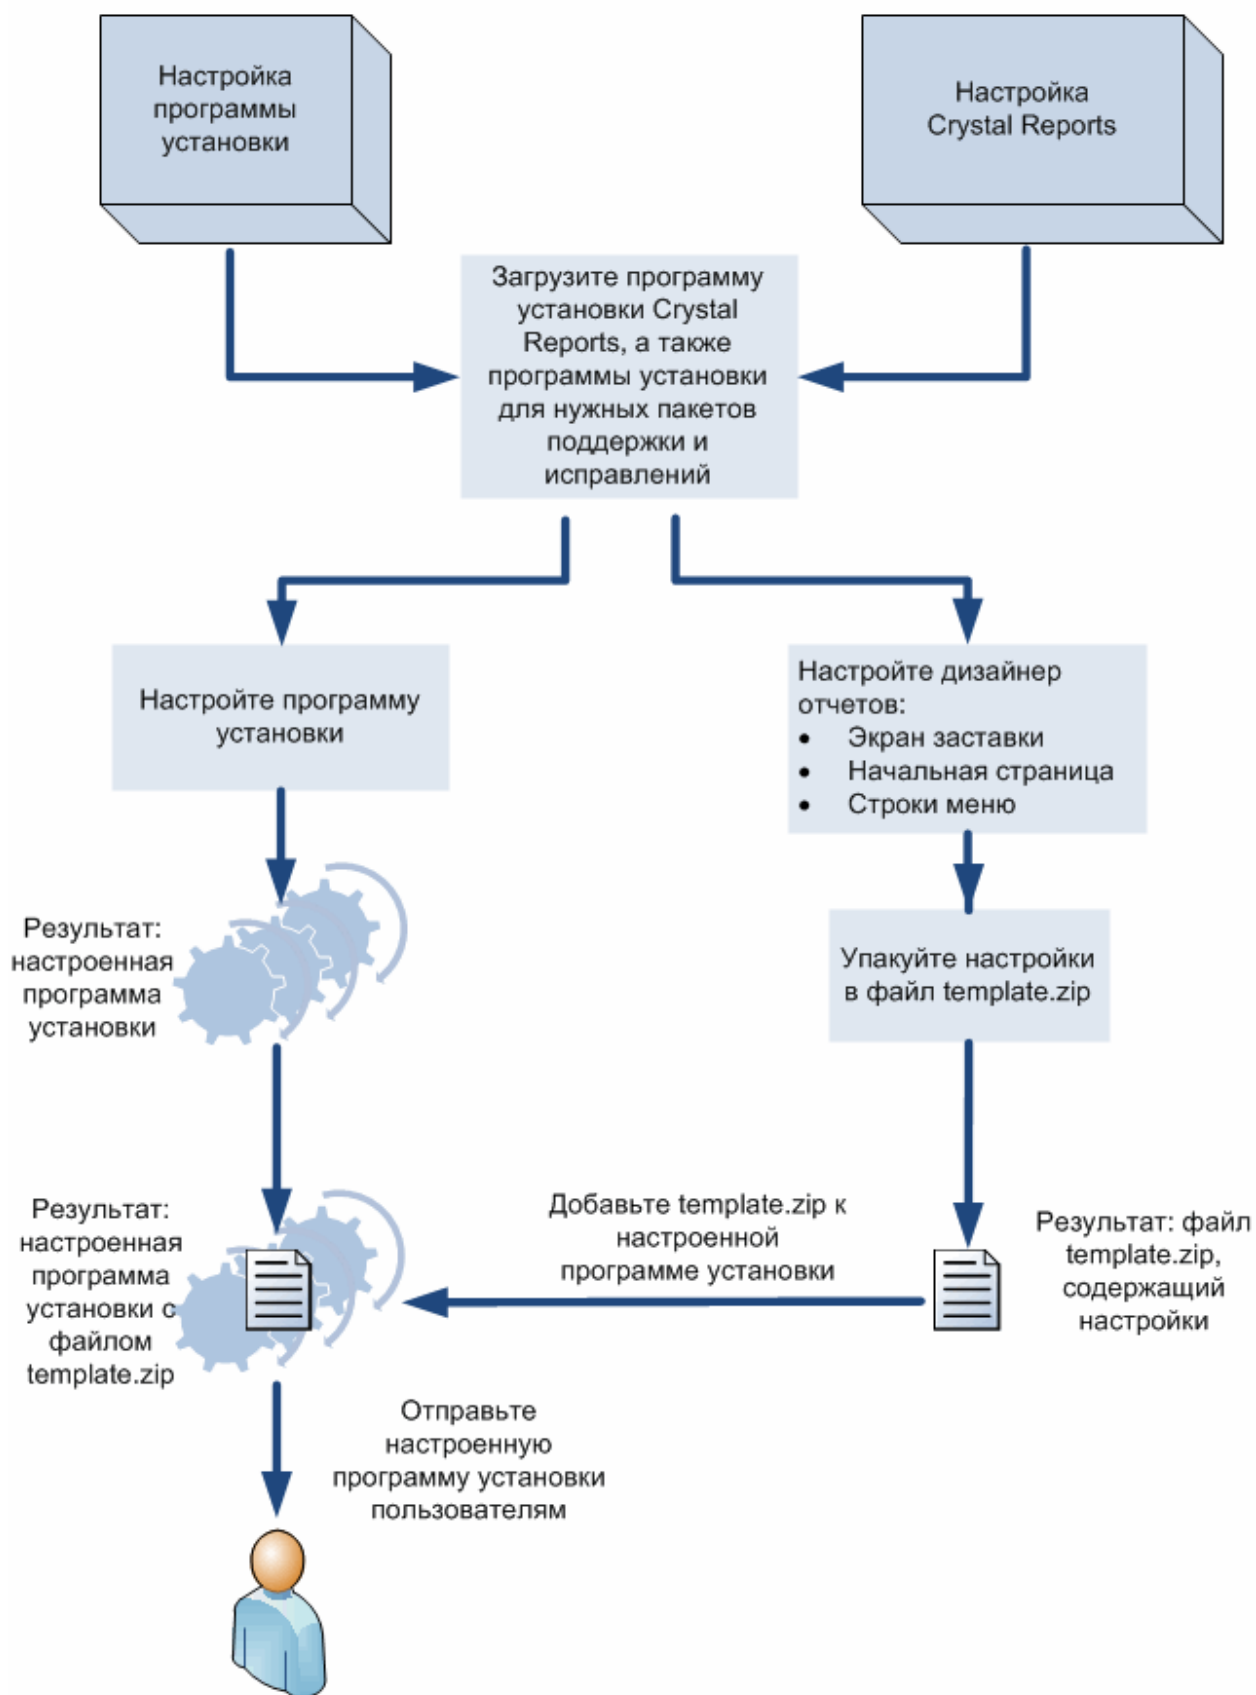 Настройка
программы
установки
Настройка
Crystal Reports
Загрузите программу
установки Crystal
Reports, а также
программы установки
для нужных пакетов
поддержки и
исправлений
Настройте программу
установки
Настройте дизайнер
отчетов:
• Экран заставки
• Начальная страница
• Строки меню
Результат:
настроенная
программа
установки
Упакуйте настройки
в файл template.zip
Результат:
настроенная
программа
установки с
файлом
template.zip
Добавьте template.zip к
настроенной
программе установки
Результат: файл
template.zip,
содержащий
настройки
Отправьте
настроенную
программу установки
пользователям